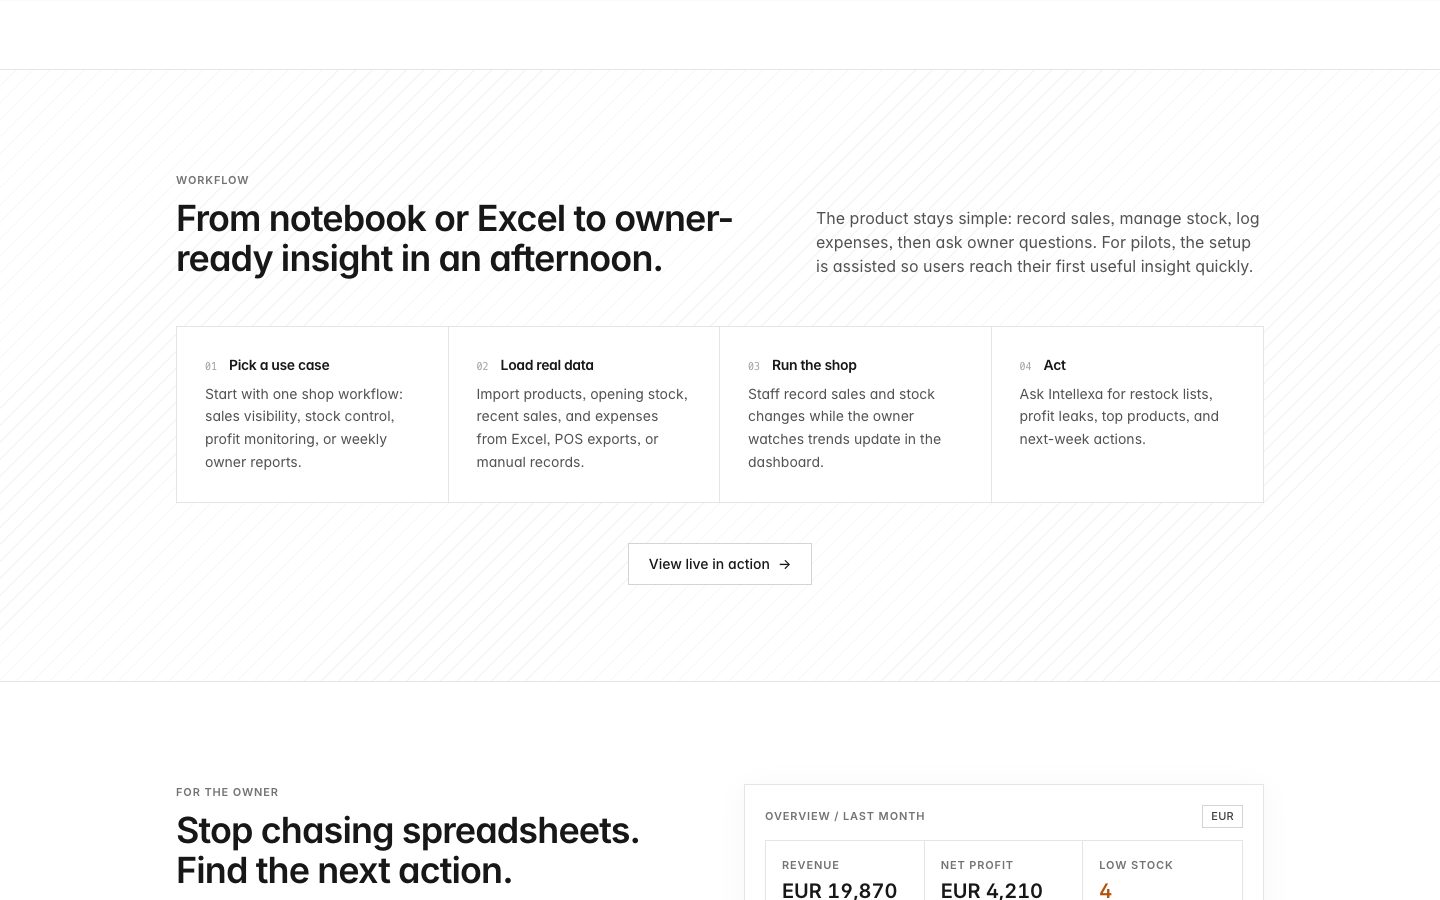 WORKFLOW
From notebook or Excel to owner-
ready insight in an afternoon.
The product stays simple: record sales, manage stock, log
expenses, then ask owner questions. For pilots, the setup
is assisted so users reach their first useful insight quickly.
01 Pick a use case
Start with one shop workflow:
sales visibility, stock control,
profit monitoring, or weekly
owner reports.
02 Load real data
Import products, opening stock,
recent sales, and expenses
from Excel, POS exports, or
manual records.
03 Run the shop
Staff record sales and stock
changes while the owner
watches trends update in the
dashboard.
04 Act
Ask Intellexa for restock lists,
profit leaks, top products, and
next-week actions.
View live in action →
FOR THE OWNER
Stop chasing spreadsheets.
Find the next action.
OVERVIEW / LAST MONTH
EUR
REVENUE
EUR 19,870
NET PROFIT
EUR 4,210
LOW STOCK
4